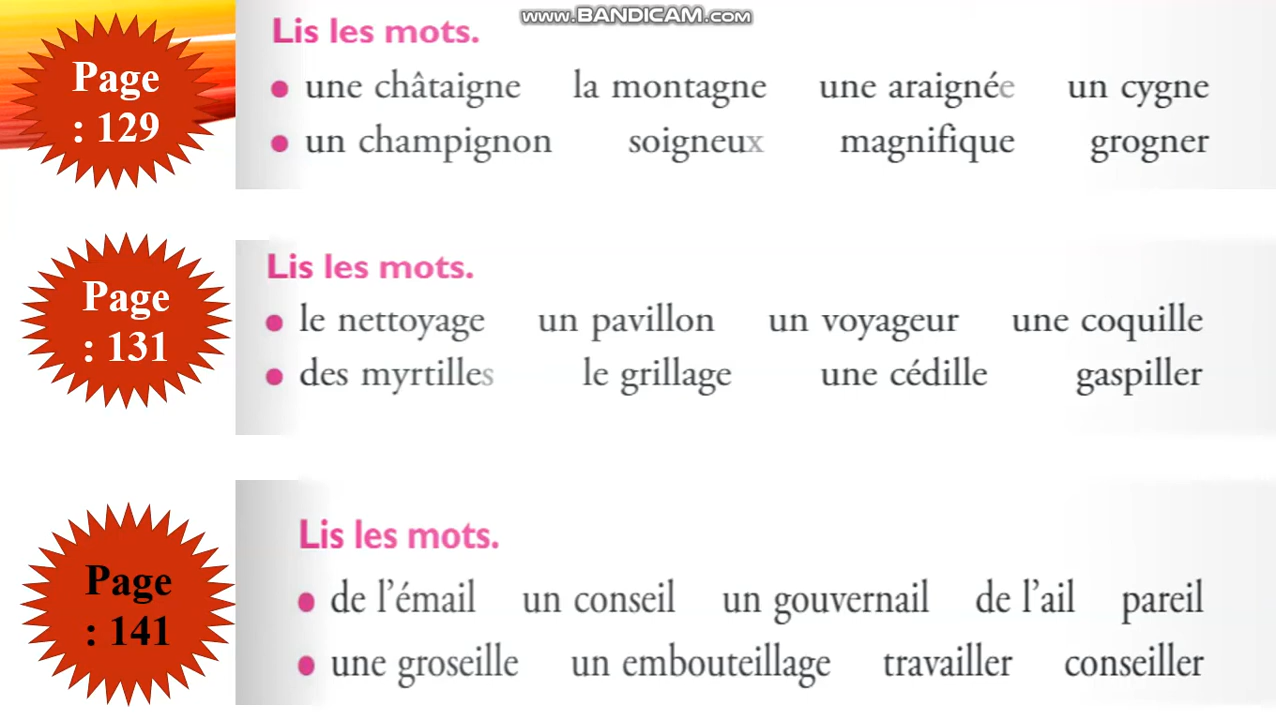 www.BANDICAM.com
Page
: 129
Lis les mots.
• une châtaigne la montagne une araignée un cygne
• un champignon soigneux magnifique grogner
Page
: 131
Lis les mots.
• le nettoyage un pavillon un voyageur une coquille
• des myrtilles le grillage une cédille gaspiller
Page
: 141
Lis les mots.
• de l'émail un conseil un gouvernail de l'ail pareil
• une groseille un embouteillage travailler conseiller